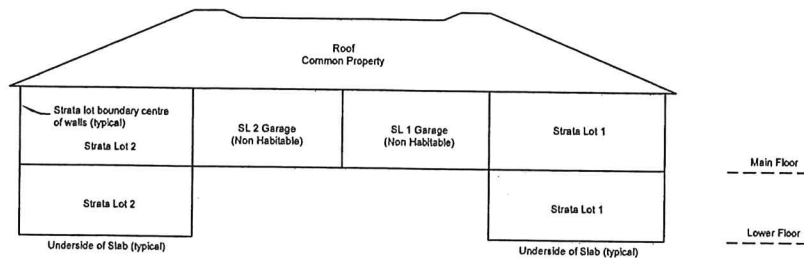 Roof
Common Property
Strata lot boundary centre
of walls (typical)
Strata Lot 2
SL 2 Garage
(Non Habitable)
SL 1 Garage
(Non Habitable)
Strata Lot 1
Main Floor
Strata Lot 2
Strata Lot 1
Lower Floor
Underside of Slab (typical)
Underside of Slab (typical)